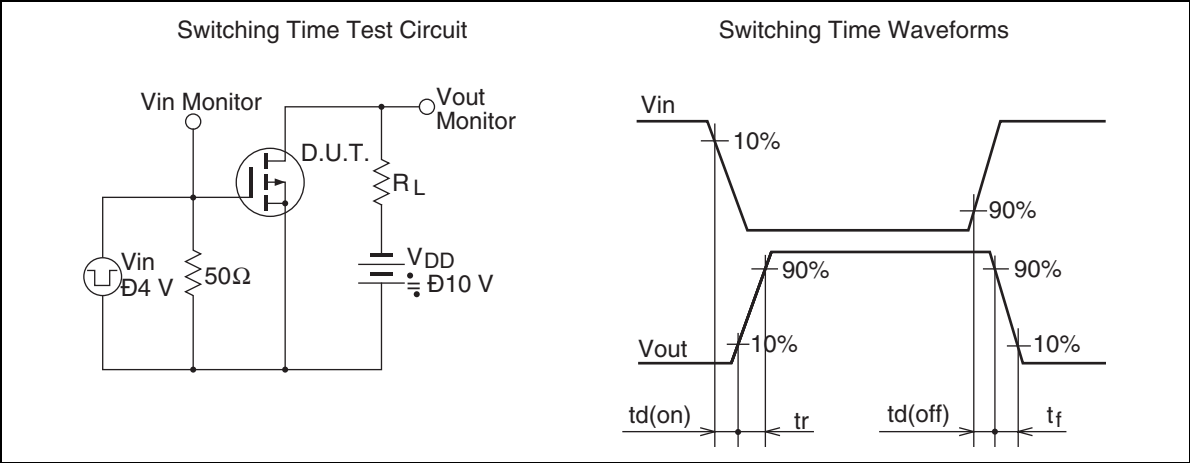 Switching Time Test Circuit
Vin Monitor
Vout
Monitor
D.U.T.
RL
Vin
Đ4 V
50Ω
VDD
≒ Đ10 V
Switching Time Waveforms
Vin
10%
90%
90%
90%
Vout
10%
10%
td(on)
tr
td(off)
tf